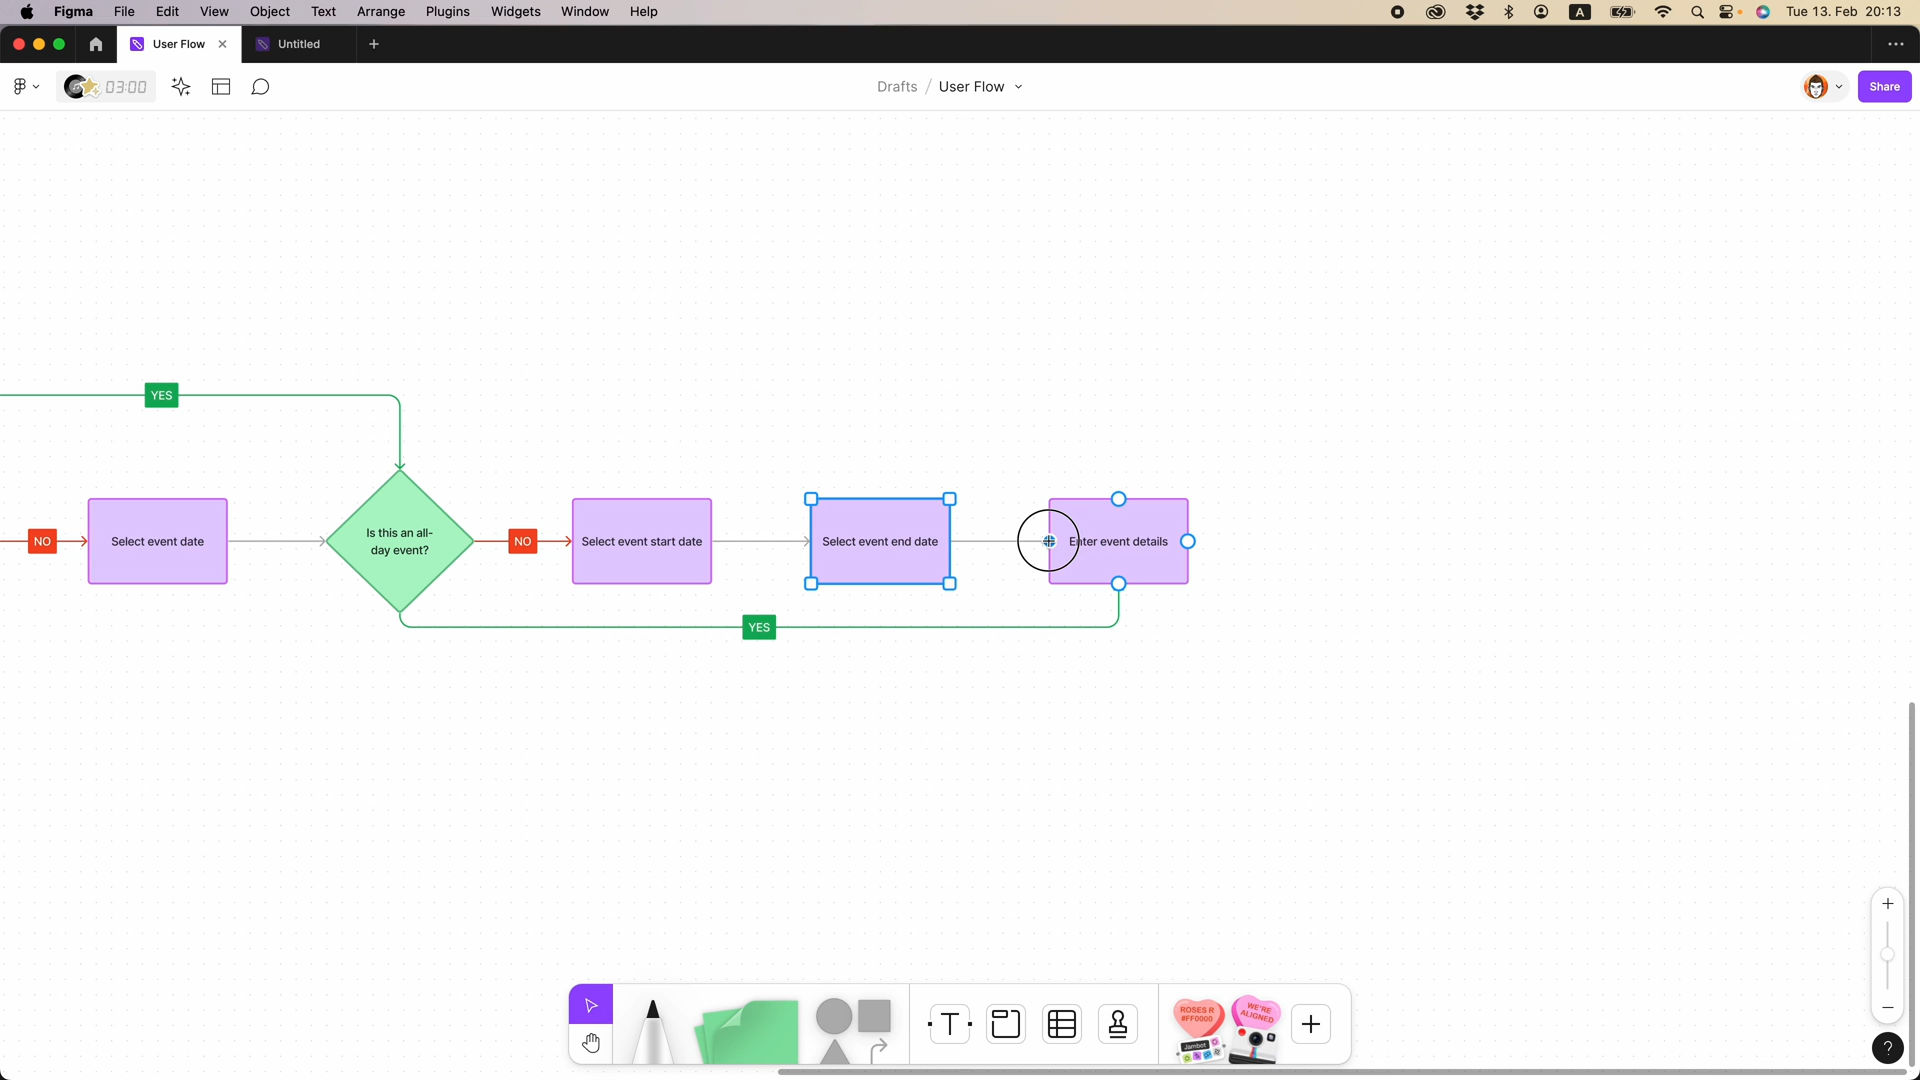 Figma File Edit View Object Text Arrange Plugins Widgets Window Help
A
Tue 13. Feb 20:13
User Flow
Untitled
03:00
Drafts / User Flow
Share
YES
NO
Select event date
Is this an all-
day event?
NO
Select event start date
Select event end date
Enter event details
YES
T
ROSES R
#FF0000
WE'RE
ALIGNED
Jambot
?